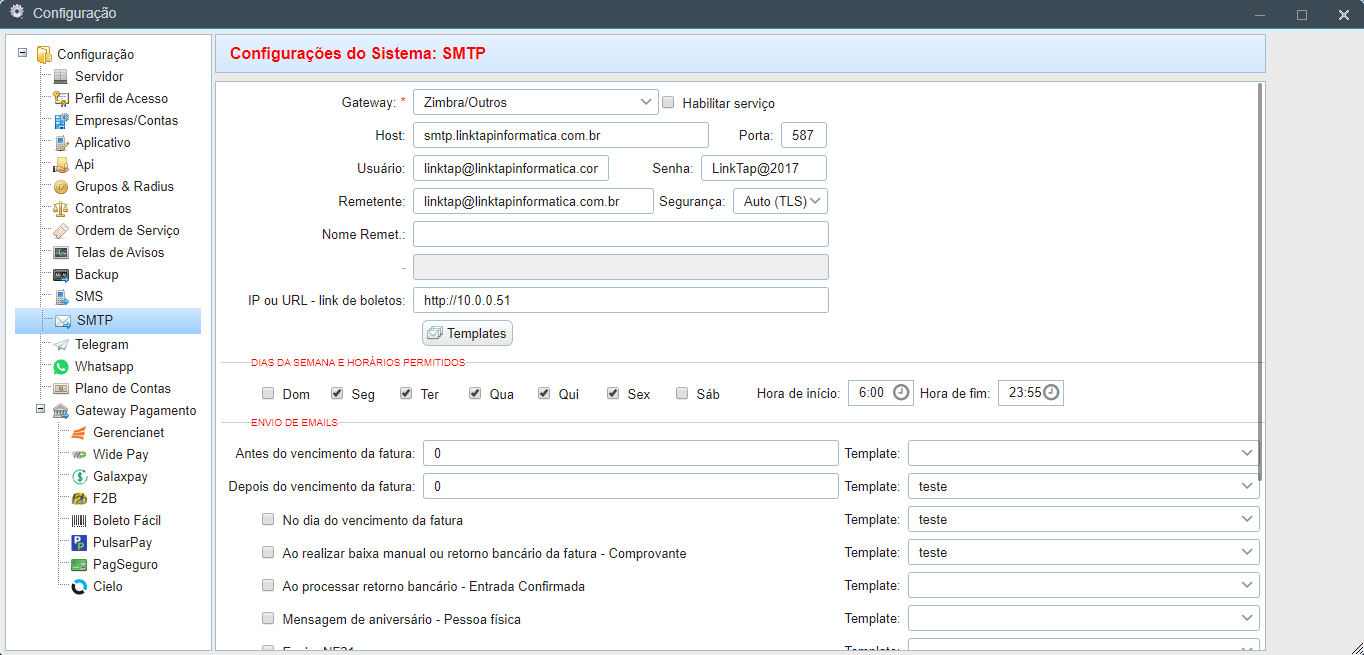 Configuração
Configuração
Servidor
Perfil de Acesso
Empresas/Contas
Aplicativo
Api
Grupos & Radius
Contratos
Ordem de Serviço
Telas de Avisos
Backup
SMS
SMTP
Telegram
Whatsapp
Plano de Contas
Gateway Pagamento
Gerencianet
Wide Pay
Galaxpay
F2B
Boleto Fácil
PulsarPay
PagSeguro
Cielo
Configurações do Sistema: SMTP
Gateway: * Zimbra/Outros Habilitar serviço
Host: smtp.linktapinformatica.com.br Porta: 587
Usuário: linktap@linktapinformatica.cor Senha: LinkTap@2017
Remetente: linktap@linktapinformatica.com.br Segurança: Auto (TLS)
Nome Remet.:
-
IP ou URL - link de boletos: http://10.0.0.51
Templates
DIAS DA SEMANA E HORÁRIOS PERMITIDOS
Dom Seg Ter Qua Qui Sex Sáb Hora de início: 6:00 Hora de fim: 23:55
ENVIO DE EMAILS
Antes do vencimento da fatura: 0 Template:
Depois do vencimento da fatura: 0 Template: teste
No dia do vencimento da fatura Template: teste
Ao realizar baixa manual ou retorno bancário da fatura - Comprovante Template: teste
Ao processar retorno bancário - Entrada Confirmada Template:
Mensagem de aniversário - Pessoa física Template:
Template: